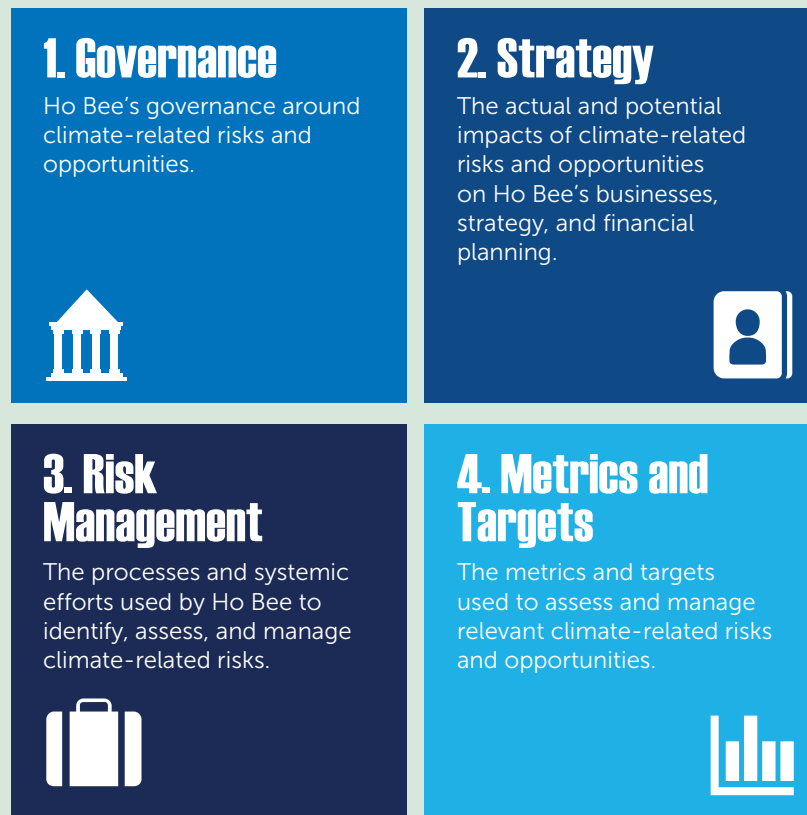 1. Governance
Ho Bee's governance around
climate-related risks and
opportunities.
2. Strategy
The actual and potential
impacts of climate-related
risks and opportunities
on Ho Bee's businesses,
strategy, and financial
planning.
3. Risk
Management
The processes and systemic
efforts used by Ho Bee to
identify, assess, and manage
climate-related risks.
4. Metrics and
Targets
The metrics and targets
used to assess and manage
relevant climate-related risks
and opportunities.